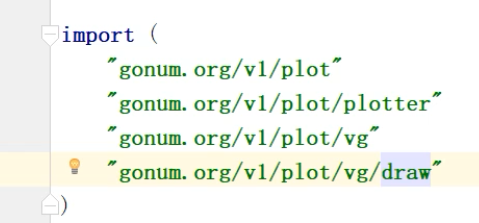 import (
"gonum.org/v1/plot"
"gonum.org/v1/plot/plotter"
"gonum.org/v1/plot/vg"
"gonum.org/v1/plot/vg/draw"
)